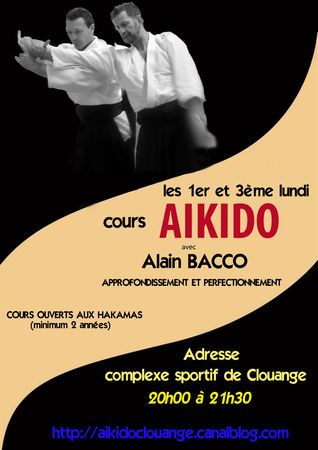 les 1er et 3ème lundi
cours AIKIDO
avec
Alain BACCO
APPROFONDISSEMENT ET PERFECTIONNEMENT
COURS OUVERTS AUX HAKAMAS
(minimum 2 années)
Adresse
complexe sportif de Clouange
20h00 à 21h30
http://aikidoclouange.canalblog.com